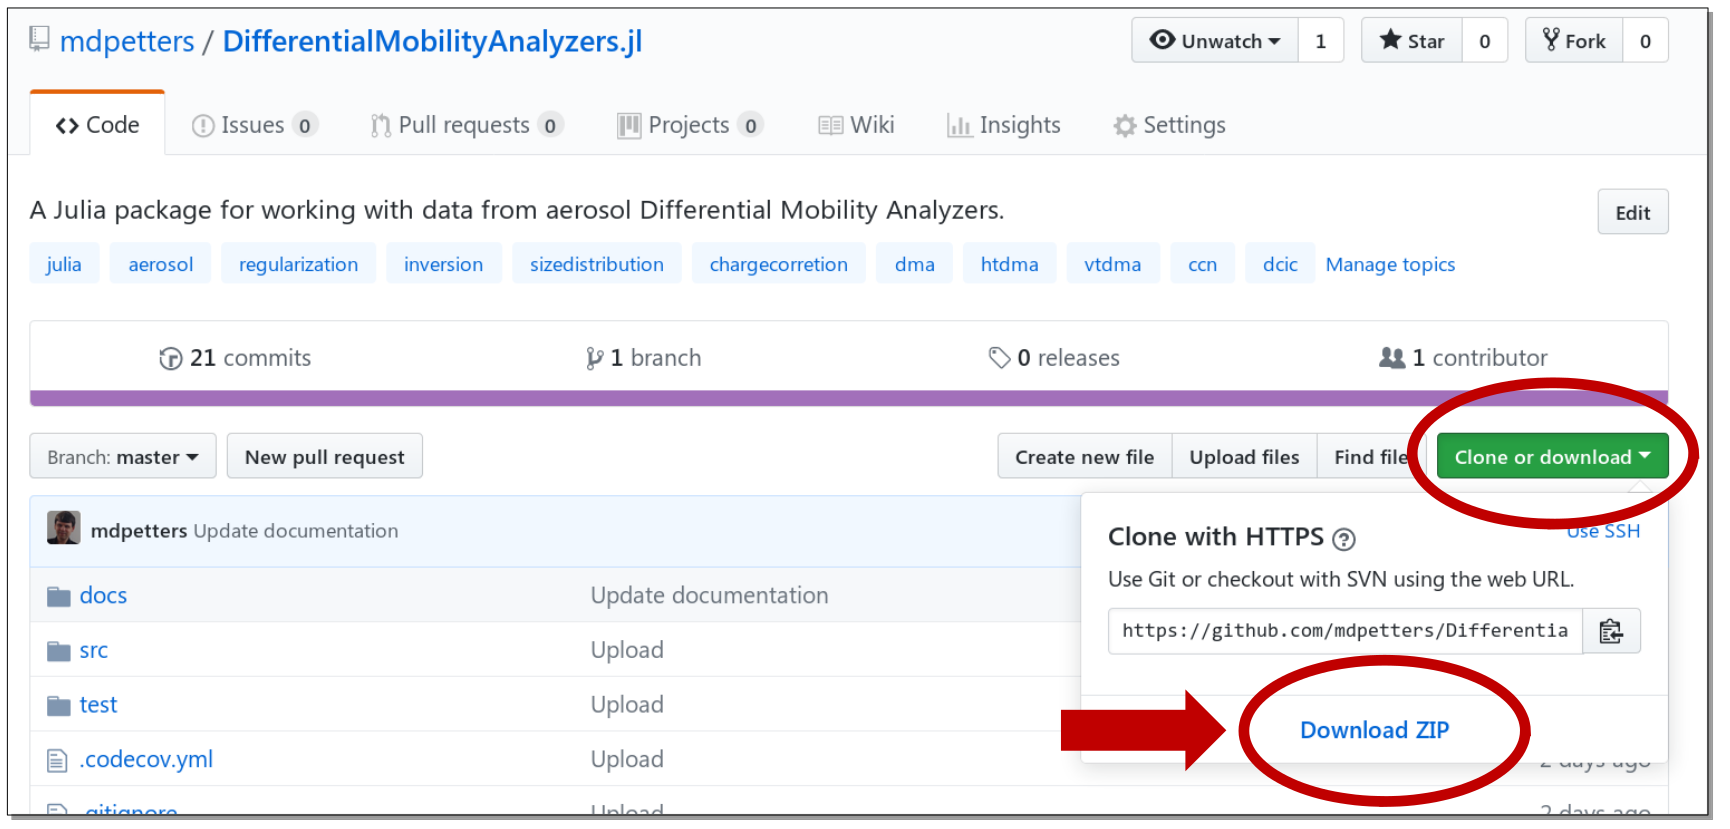 mdpetters / DifferentialMobilityAnalyzers.jl
Unwatch 1 Star 0 Fork 0
Code Issues 0 Pull requests 0 Projects 0 Wiki Insights Settings
A Julia package for working with data from aerosol Differential Mobility Analyzers.
Edit
julia aerosol regularization inversion sizedistribution chargecorretion dma htdma vtdma ccn dcic Manage topics
21 commits 1 branch 0 releases 1 contributor
Branch: master New pull request Create new file Upload files Find file Clone or download
mdpetters Update documentation
Clone with HTTPS ? Use SSH
Use Git or checkout with SVN using the web URL.
https://github.com/mdpetters/Differentia
Download ZIP
docs Update documentation
src Upload
test Upload
.codecov.yml Upload 2 days ago
.gitignore Upload 2 days ago